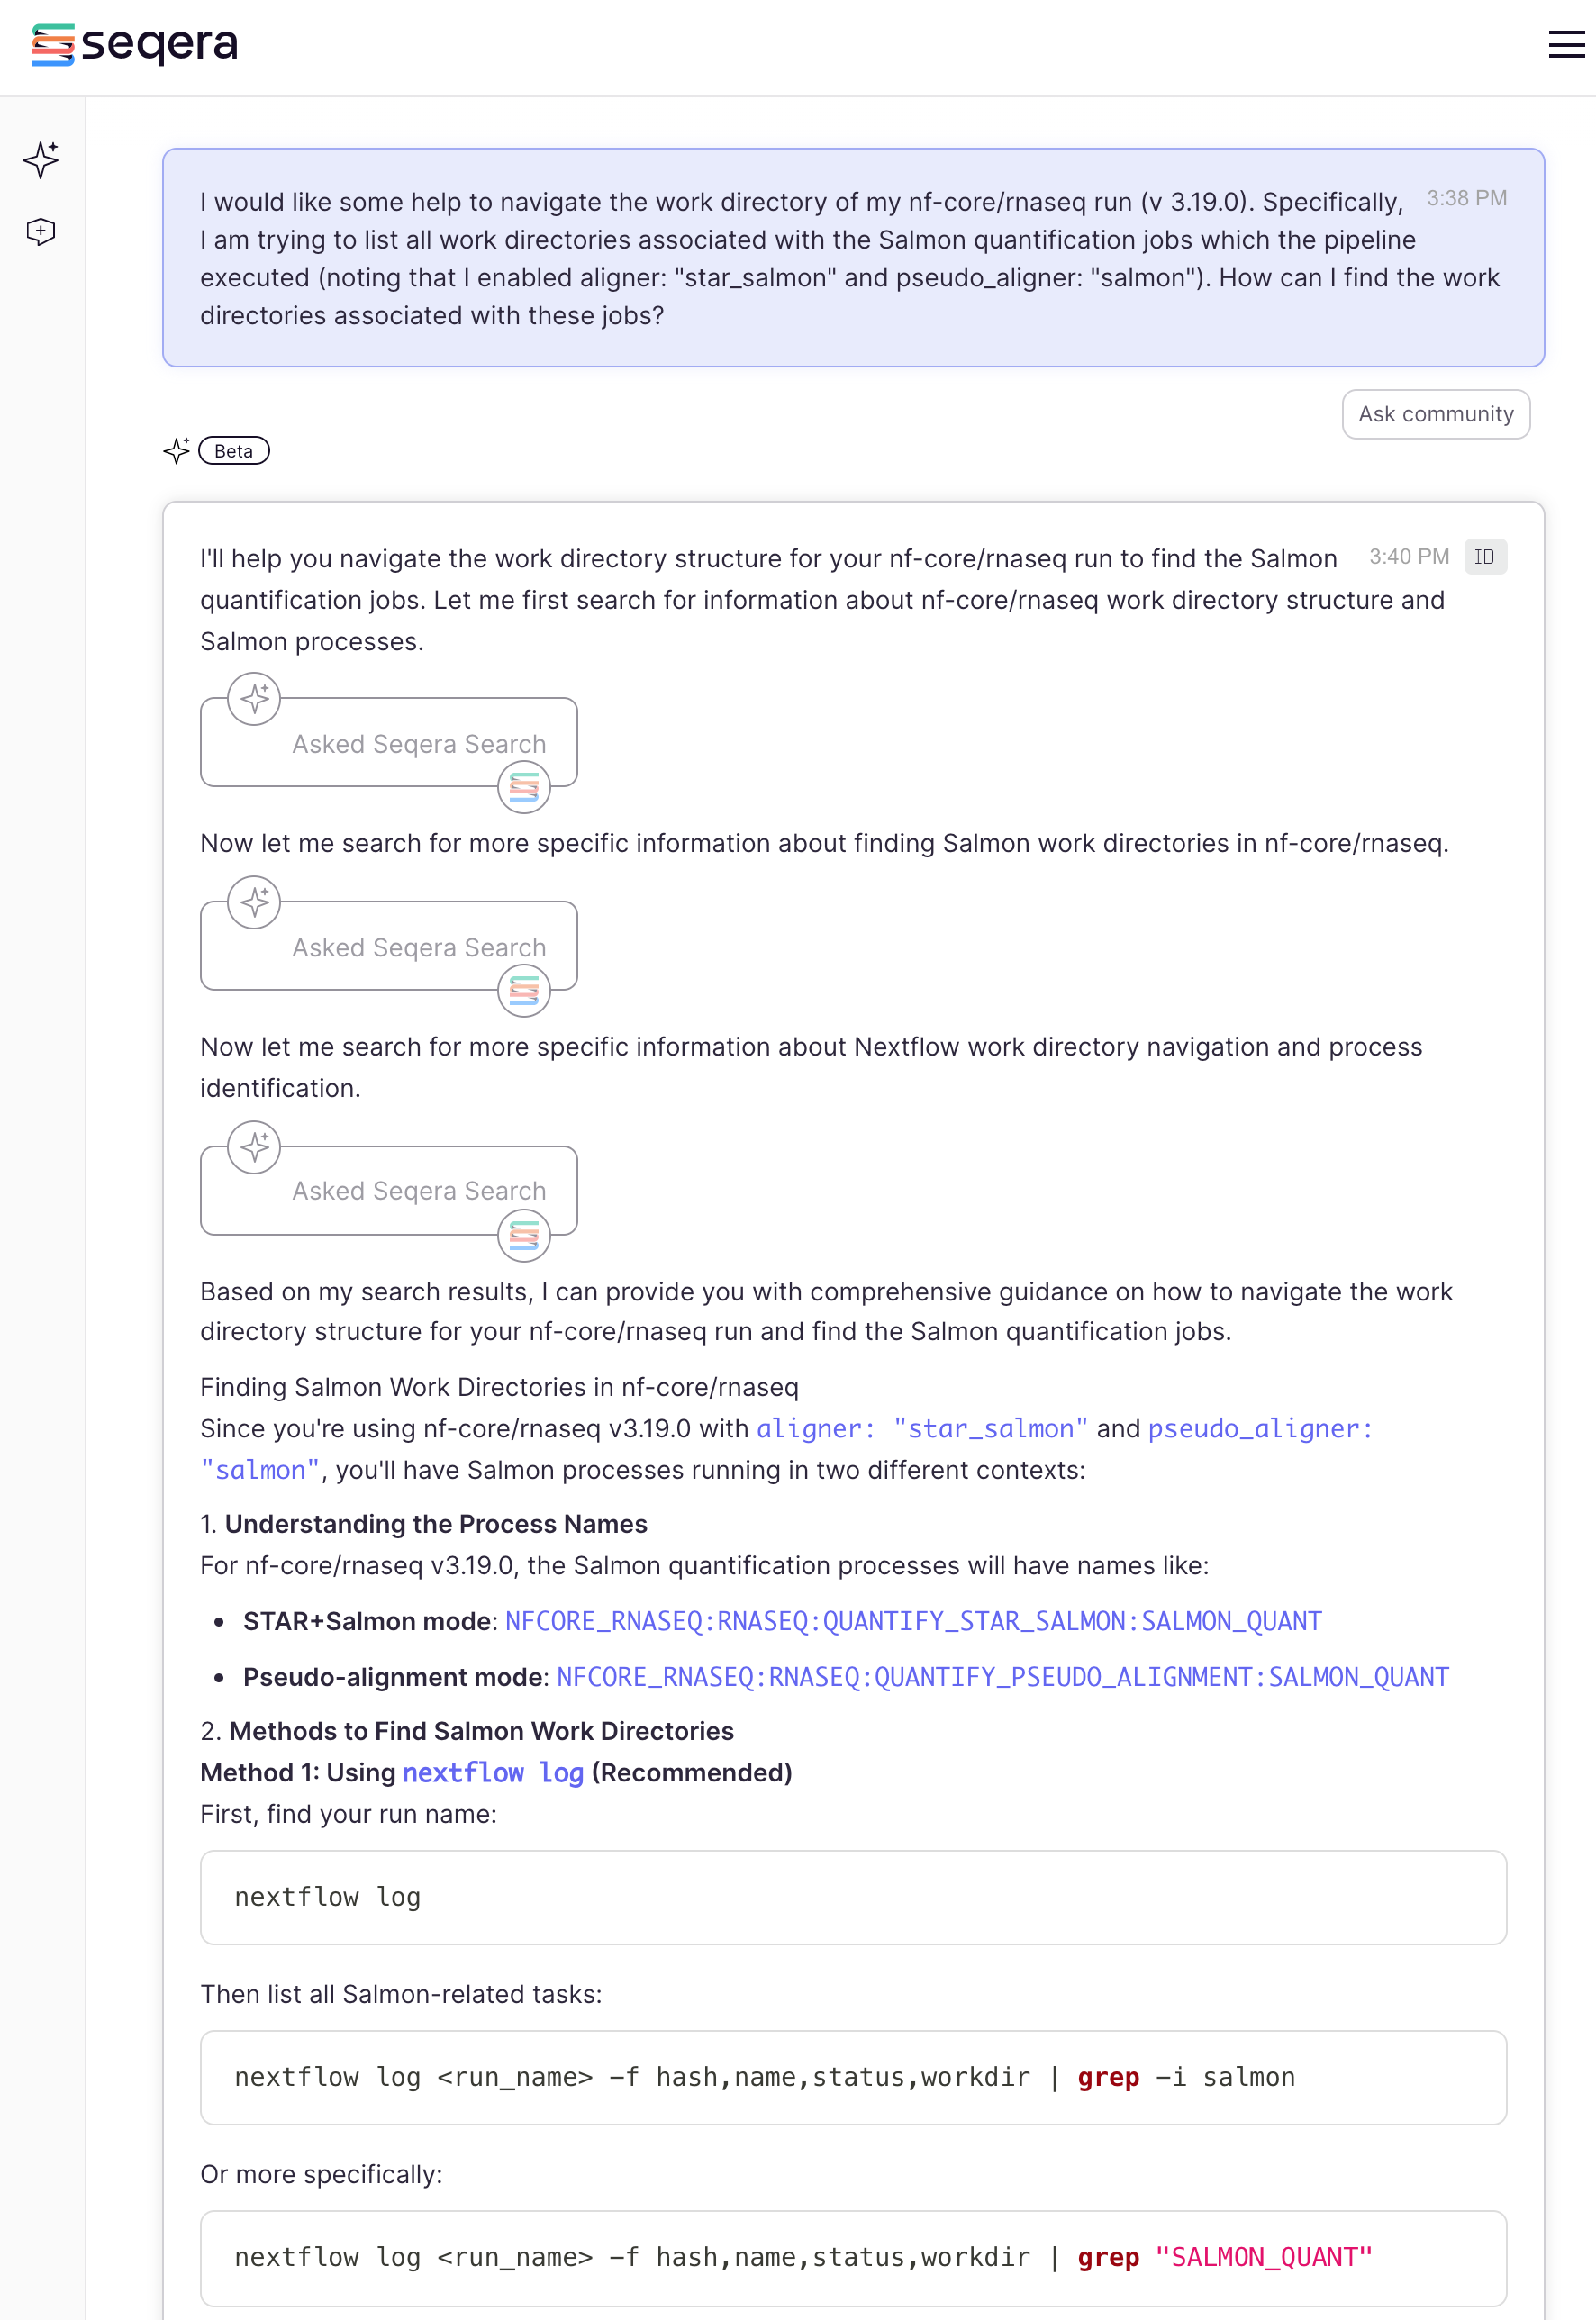 seqera
I would like some help to navigate the work directory of my nf-core/rnaseq run (v 3.19.0). Specifically, 3:38 PM
I am trying to list all work directories associated with the Salmon quantification jobs which the pipeline
executed (noting that I enabled aligner: "star_salmon" and pseudo_aligner: "salmon"). How can I find the work
directories associated with these jobs?
Ask community
Beta
I'll help you navigate the work directory structure for your nf-core/rnaseq run to find the Salmon 3:40 PM ID
quantification jobs. Let me first search for information about nf-core/rnaseq work directory structure and
Salmon processes.
Asked Seqera Search
Now let me search for more specific information about finding Salmon work directories in nf-core/rnaseq.
Asked Seqera Search
Now let me search for more specific information about Nextflow work directory navigation and process
identification.
Asked Seqera Search
Based on my search results, I can provide you with comprehensive guidance on how to navigate the work
directory structure for your nf-core/rnaseq run and find the Salmon quantification jobs.
Finding Salmon Work Directories in nf-core/rnaseq
Since you're using nf-core/rnaseq v3.19.0 with aligner: "star_salmon" and pseudo_aligner:
"salmon", you'll have Salmon processes running in two different contexts:
1. Understanding the Process Names
For nf-core/rnaseq v3.19.0, the Salmon quantification processes will have names like:
• STAR+Salmon mode: NFCORE_RNASEQ:RNASEQ:QUANTIFY_STAR_SALMON:SALMON_QUANT
• Pseudo-alignment mode: NFCORE_RNASEQ:RNASEQ:QUANTIFY_PSEUDO_ALIGNMENT:SALMON_QUANT
2. Methods to Find Salmon Work Directories
Method 1: Using nextflow log (Recommended)
First, find your run name:
nextflow log
Then list all Salmon-related tasks:
nextflow log <run_name> -f hash,name,status,workdir | grep -i salmon
Or more specifically:
nextflow log <run_name> -f hash,name,status,workdir | grep "SALMON_QUANT"